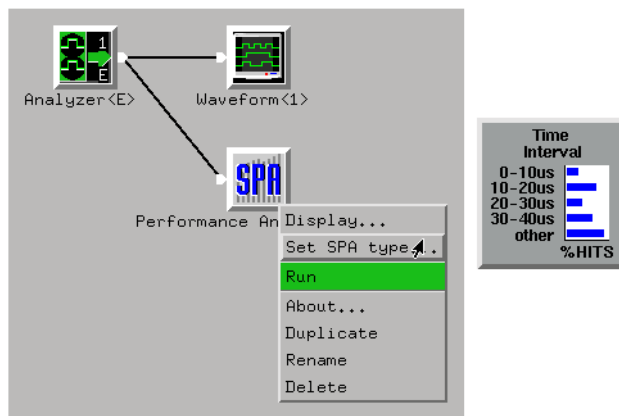 1
E
Analyzer<E>
Waveform<1>
SPA
Performance An
Display...
Set SPA type...
Run
About...
Duplicate
Rename
Delete
Time
Interval
0-10us
10-20us
20-30us
30-40us
other
%HITS